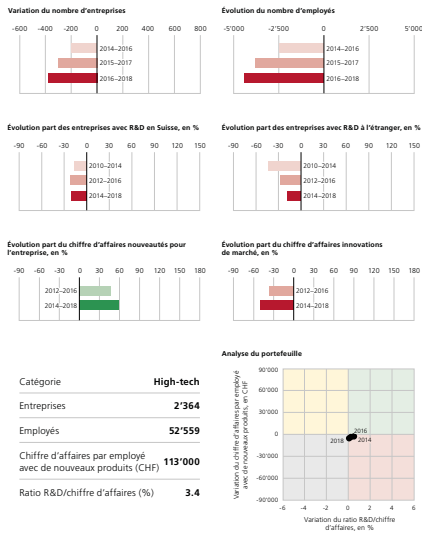 Variation du nombre d'entreprises
-600 -400 -200 0 200 400 600 800
2014–2016
2015–2017
2016–2018
Évolution du nombre d'employés
-5'000 0 2'500 5'000
2014–2016
2015–2017
2016–2018
Évolution part des entreprises avec R&D en Suisse, en %
-90 -60 -30 0 30 60 90 120 150
2010–2014
2012–2016
2014–2018
Évolution part des entreprises avec R&D à l'étranger, en %
-90 -60 -30 0 30 60 90 120 150
2010–2014
2012–2016
2014–2018
Évolution part du chiffre d'affaires nouveautés pour
l'entreprise, en %
-90 -60 -30 0 30 60 90 120 150 180
2012–2016
2014–2018
Évolution part du chiffre d'affaires innovations
de marché, en %
-90 -60 -30 0 30 60 90 120 150 180
2012–2016
2014–2018
Catégorie High-tech
Entreprises 2'364
Employés 52'559
Chiffre d'affaires par employé
avec de nouveaux produits (CHF) 113'000
Ratio R&D/chiffre d'affaires (%) 3.4
Analyse du portefeuille
Variation du chiffre d'affaires par employé
avec de nouveaux produits, en CHF
90'000
60'000
30'000
0
-30'000
-60'000
-90'000
2016
2018 2014
-6 -4 -2 0 2 4 6
Variation du ratio R&D/chiffre
d'affaires, en %